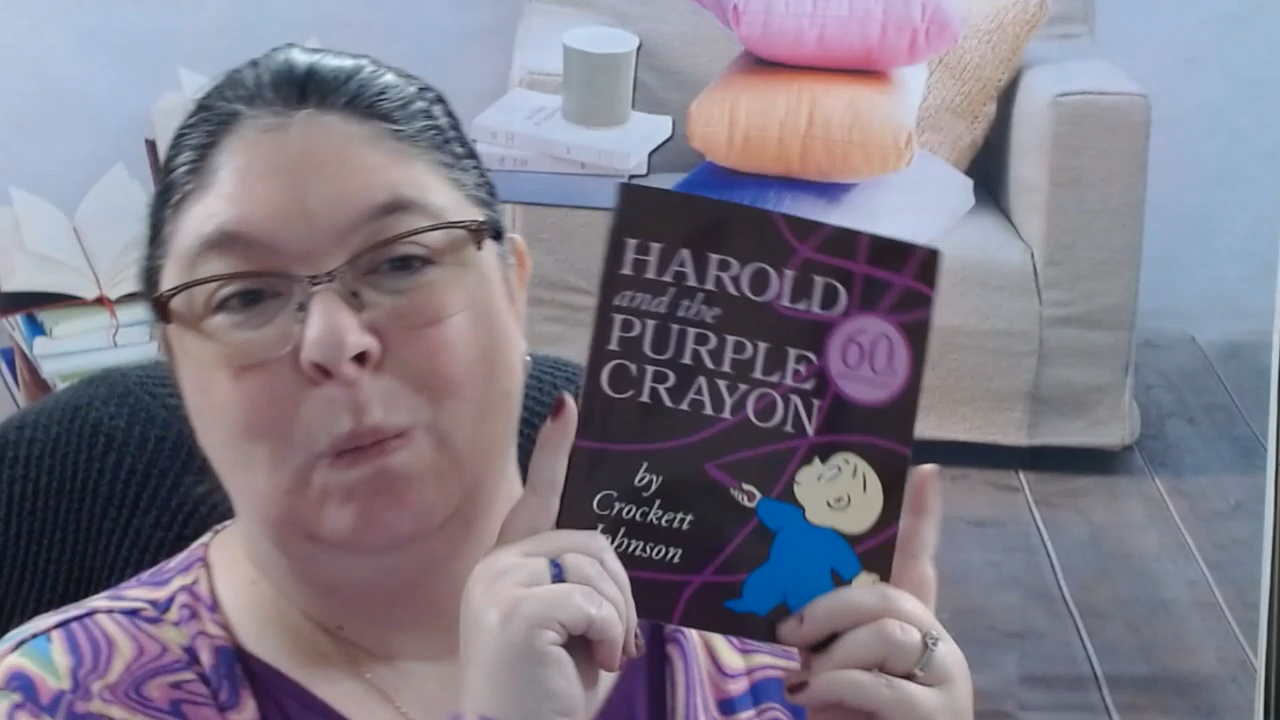 HAROLD
and the
PURPLE
CRAYON
60
by
Crockett
Johnson